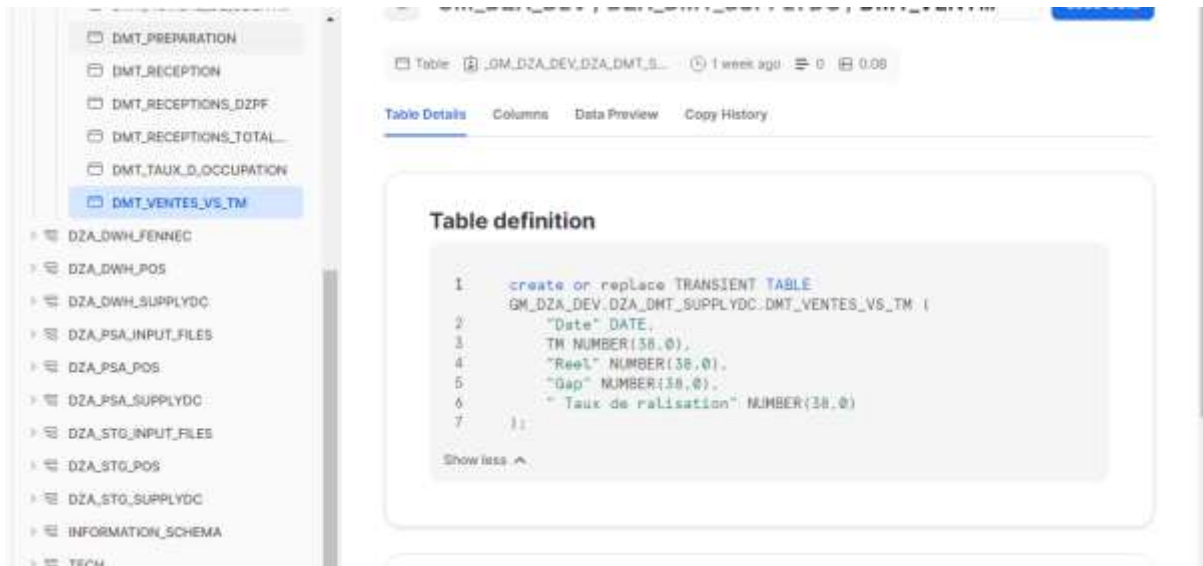 DMT_PREPARATION
DMT_RECEPTION
DMT_RECEPTIONS_DZPF
DMT_RECEPTIONS_TOTAL...
DMT_TAUX_D_OCCUPATION
DMT_VENTES_VS_TM
DZA_DWH_FENNEC
DZA_DWH_POS
DZA_DWH_SUPPLYDC
DZA_PSA_INPUT_FILES
DZA_PSA_POS
DZA_PSA_SUPPLYDC
DZA_STG_INPUT_FILES
DZA_STG_POS
DZA_STG_SUPPLYDC
INFORMATION_SCHEMA
TECH
Table _GM_DZA_DEV_DZA_DMT_S... 1 week ago 0 0.0B
Table Details Columns Data Preview Copy History
Table definition
1 create or replace TRANSIENT TABLE
GM_DZA_DEV.DZA_DMT_SUPPLYDC.DMT_VENTES_VS_TM (
2 "Date" DATE,
3 TM NUMBER(38,0),
4 "Reel" NUMBER(38,0),
5 "Gap" NUMBER(38,0),
6 " Taux de ralisation" NUMBER(38,0)
7 );
Show less